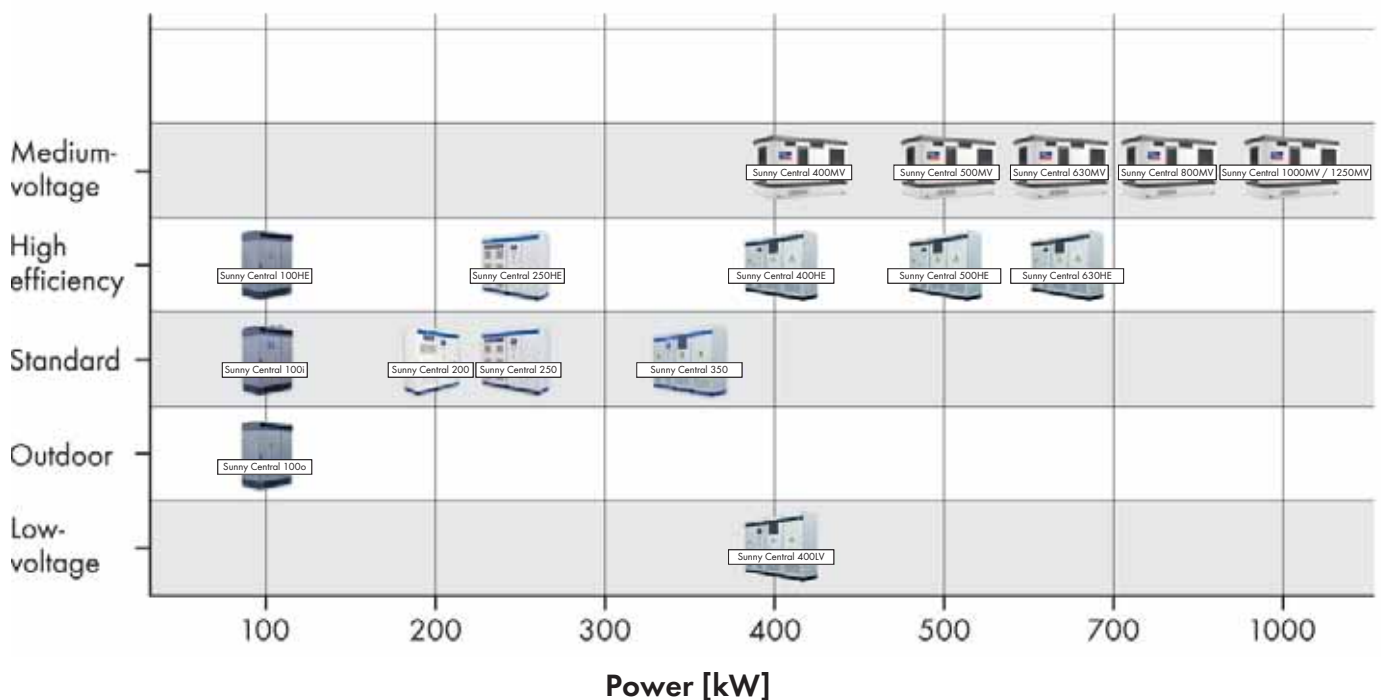 Medium-
voltage
Sunny Central 400MV
Sunny Central 500MV
Sunny Central 630MV
Sunny Central 800MV
Sunny Central 1000MV / 1250MV
High
efficiency
Sunny Central 100HE
Sunny Central 250HE
Sunny Central 400HE
Sunny Central 500HE
Sunny Central 630HE
Standard
Sunny Central 100i
Sunny Central 200
Sunny Central 250
Sunny Central 350
Outdoor
Sunny Central 100o
Low-
voltage
Sunny Central 400LV
100 200 300 400 500 700 1000
Power [kW]